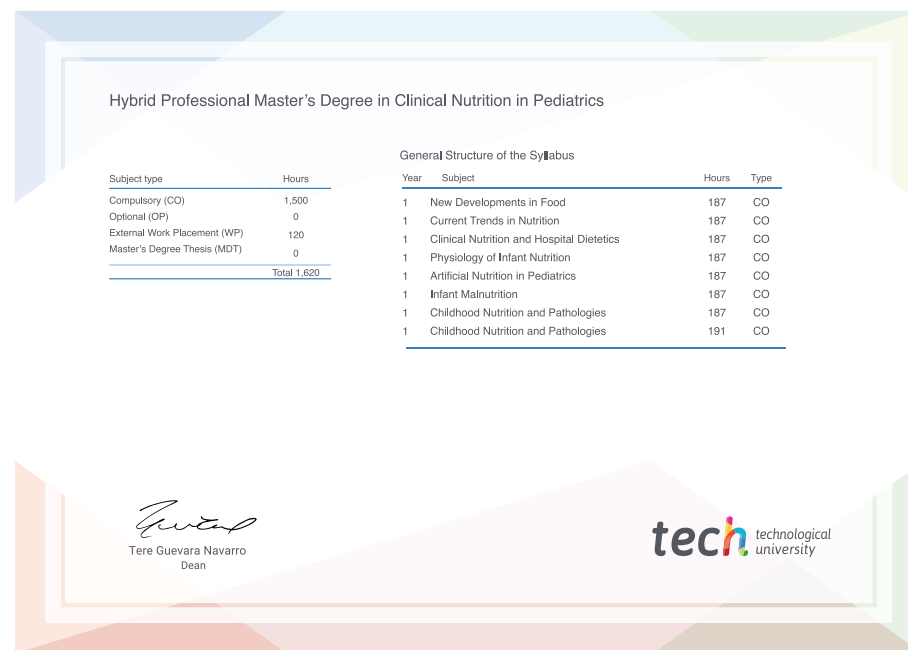 Hybrid Professional Master's Degree in Clinical Nutrition in Pediatrics
Subject type Hours
Compulsory (CO) 1,500
Optional (OP) 0
External Work Placement (WP) 120
Master's Degree Thesis (MDT) 0
Total 1,620
General Structure of the Syllabus
Year Subject Hours Type
1 New Developments in Food 187 CO
1 Current Trends in Nutrition 187 CO
1 Clinical Nutrition and Hospital Dietetics 187 CO
1 Physiology of Infant Nutrition 187 CO
1 Artificial Nutrition in Pediatrics 187 CO
1 Infant Malnutrition 187 CO
1 Childhood Nutrition and Pathologies 187 CO
1 Childhood Nutrition and Pathologies 191 CO
Tere Guevara Navarro
Dean
tech technological
university